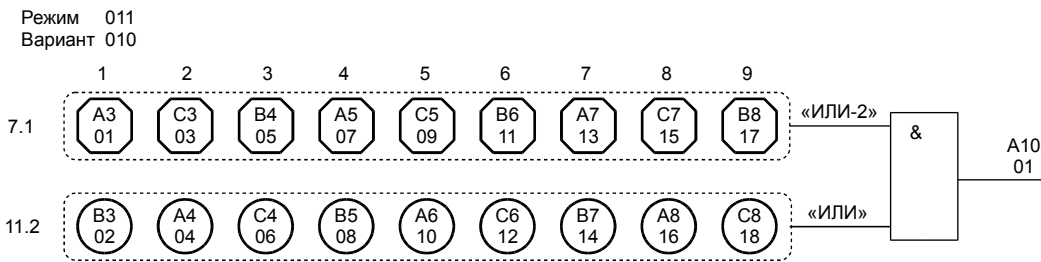 Режим 011
Вариант 010
1 2 3 4 5 6 7 8 9
7.1 A3 C3 B4 A5 C5 B6 A7 C7 B8 «ИЛИ-2»
01 03 05 07 09 11 13 15 17
&
A10
01
11.2 B3 A4 C4 B5 A6 C6 B7 A8 C8 «ИЛИ»
02 04 06 08 10 12 14 16 18